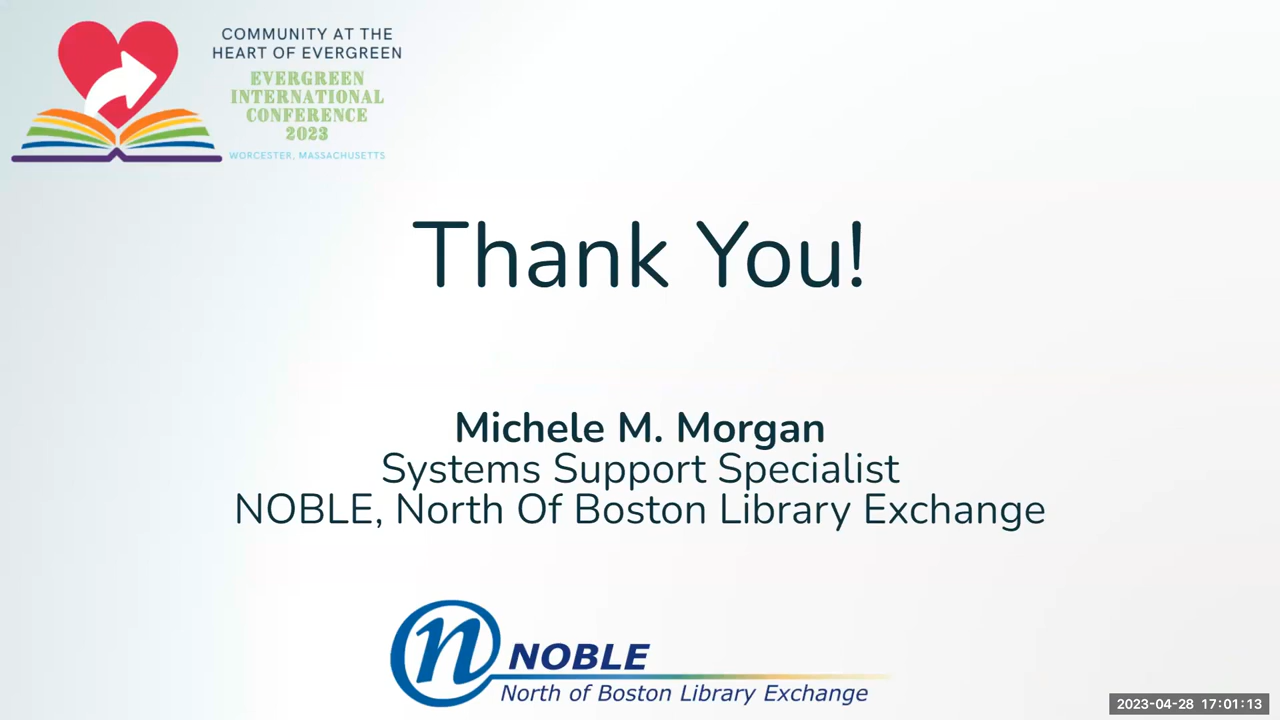 COMMUNITY AT THE
HEART OF EVERGREEN
EVERGREEN
INTERNATIONAL
CONFERENCE
2023
WORCESTER, MASSACHUSETTS
Thank You!
Michele M. Morgan
Systems Support Specialist
NOBLE, North Of Boston Library Exchange
n NOBLE
North of Boston Library Exchange
2023-04-28 17:01:13